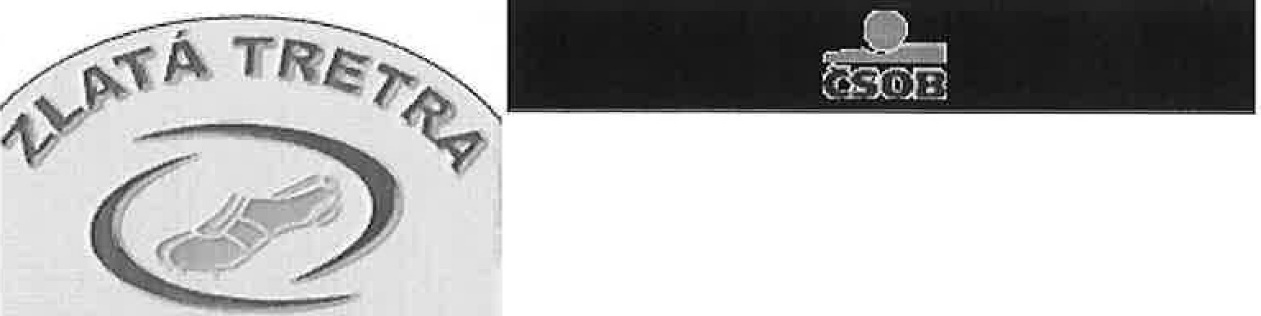 ZLATÁ TRETRA
ČSOB